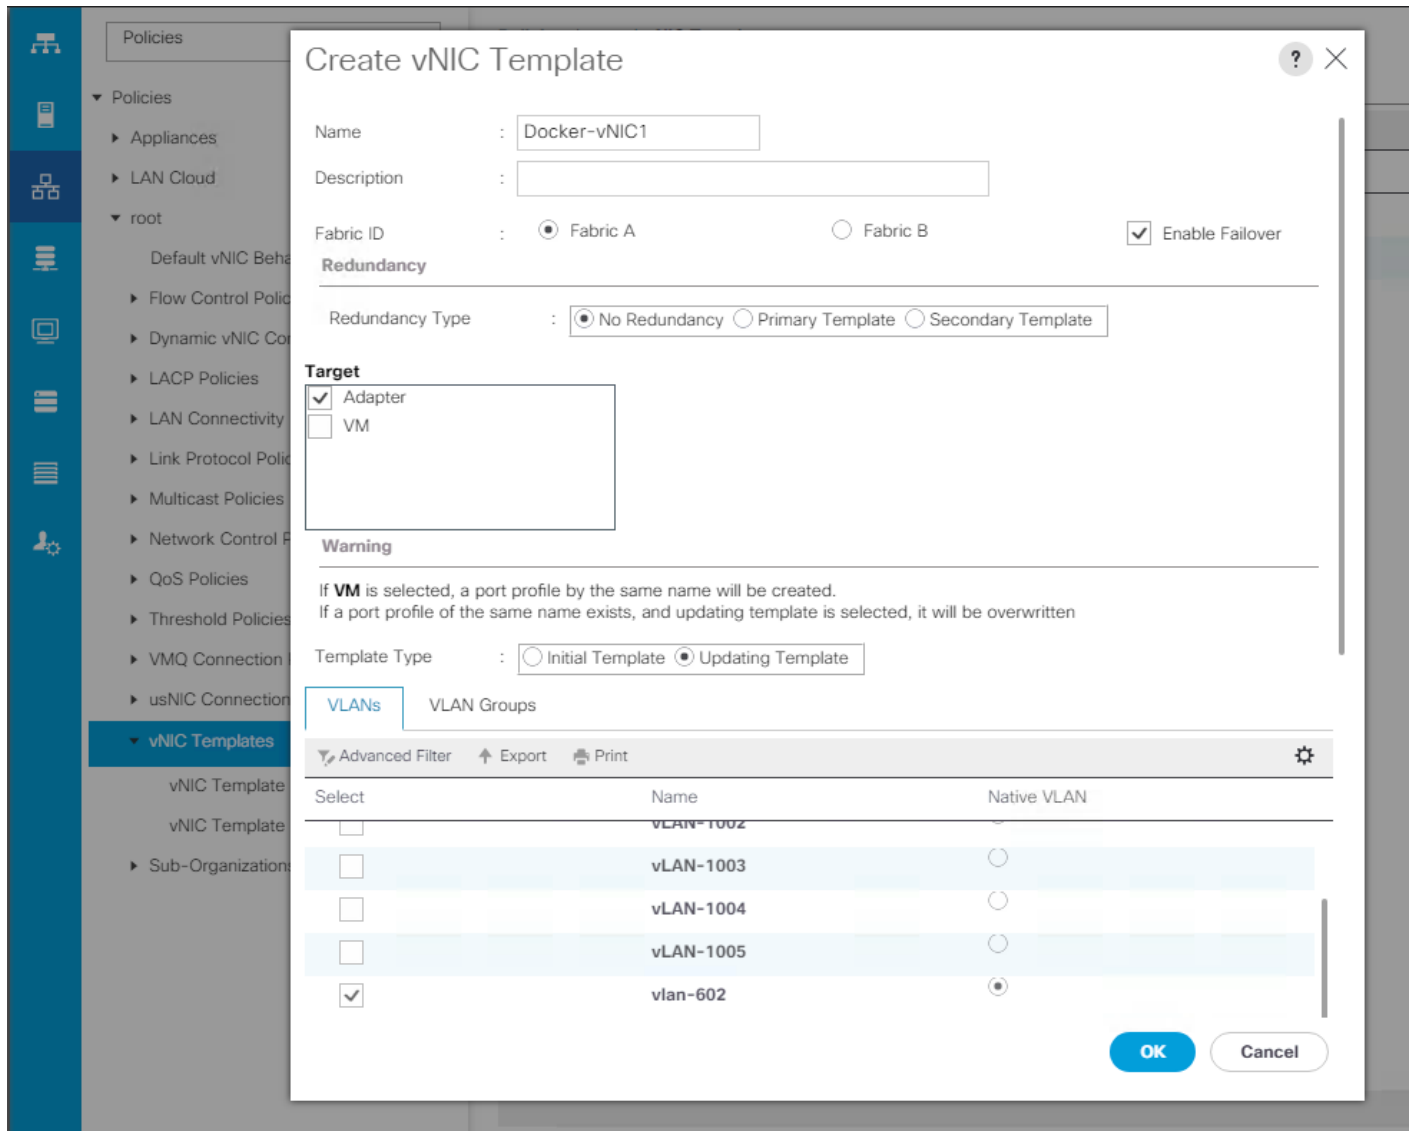 Policies
Policies
Appliances
LAN Cloud
root
Default vNIC Beha
Flow Control Polic
Dynamic vNIC Cor
LACP Policies
LAN Connectivity
Link Protocol Polic
Multicast Policies
Network Control P
QoS Policies
Threshold Policies
VMQ Connection
usNIC Connection
vNIC Templates
vNIC Template
vNIC Template
Sub-Organizations
Create vNIC Template
?
Name : Docker-vNIC1
Description :
Fabric ID : Fabric A Fabric B Enable Failover
Redundancy
Redundancy Type : No Redundancy Primary Template Secondary Template
Target
Adapter
VM
Warning
If VM is selected, a port profile by the same name will be created.
If a port profile of the same name exists, and updating template is selected, it will be overwritten
Template Type : Initial Template Updating Template
VLANs VLAN Groups
Advanced Filter Export Print
Select Name Native VLAN
vLAN-1002
vLAN-1003
vLAN-1004
vLAN-1005
vlan-602
OK Cancel